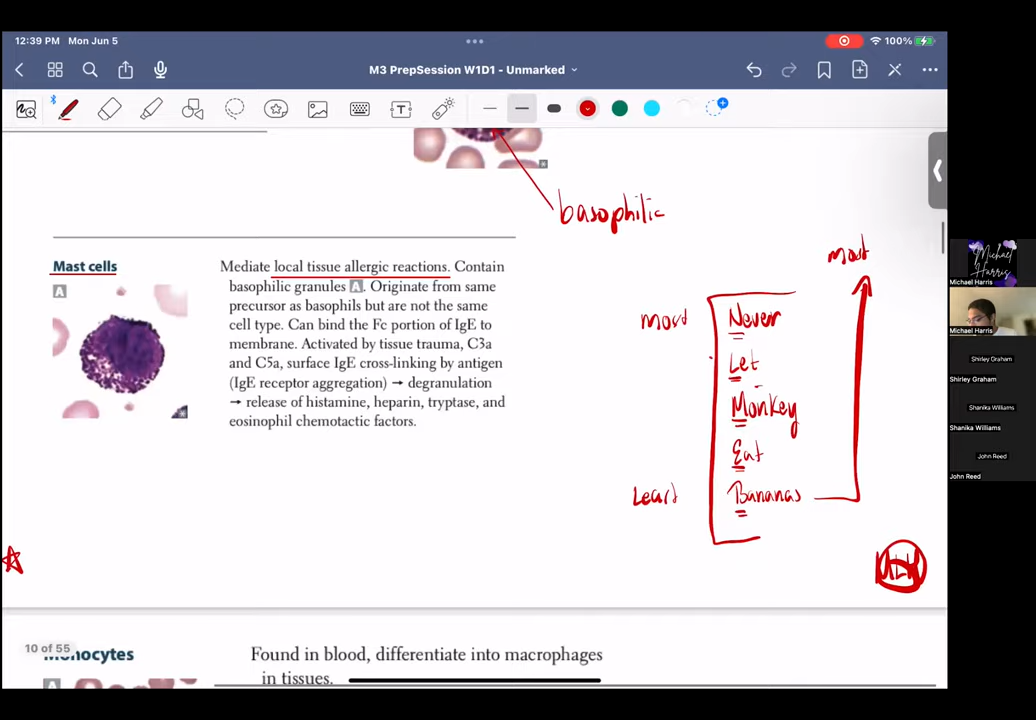 12:39 PM Mon Jun 5
100%
M3 PrepSession W1D1 - Unmarked
T
basophilic
Mast cells
A
Mediate local tissue allergic reactions. Contain
basophilic granules A. Originate from same
precursor as basophils but are not the same
cell type. Can bind the Fc portion of IgE to
membrane. Activated by tissue trauma, C3a
and C5a, surface IgE cross-linking by antigen
(IgE receptor aggregation) → degranulation
→ release of histamine, heparin, tryptase, and
eosinophil chemotactic factors.
most
most
Never
Let
Monkey
Eat
Least
Bananas
10 of 55
Monocytes
A
Found in blood, differentiate into macrophages
in tissues.
Michael
Harris
Michael Harris
Michael Harris
Shirley Graham
Shirley Graham
Shanika Williams
Shanika Williams
John Reed
John Reed